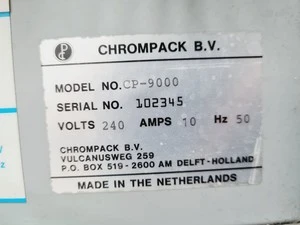 CHROMPACK B.V.
MODEL NO. CP-9000
SERIAL NO. 102345
VOLTS 240 AMPS 10 Hz 50
CHROMPACK B.V.
VULCANUSWEG 259
P.O. BOX 519-2600 AM DELFT-HOLLAND
MADE IN THE NETHERLANDS